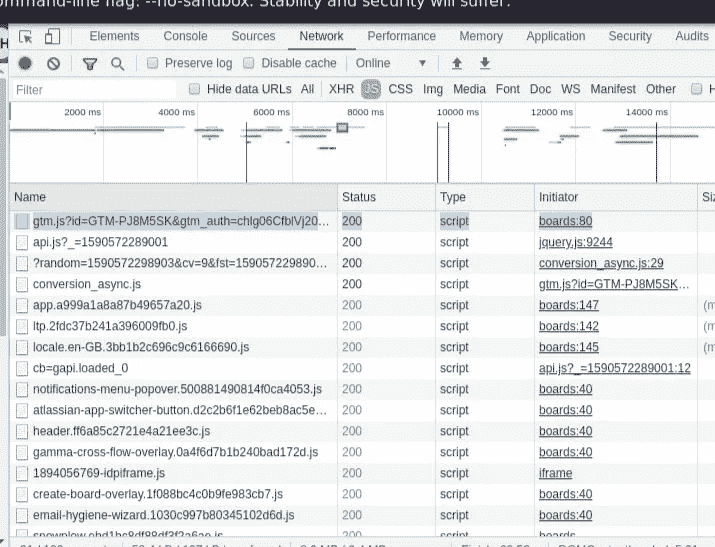 mmand-line flag: --no-sandbox. Stability and security will suffer.
Elements Console Sources Network Performance Memory Application Security Audits
Preserve log Disable cache Online
Filter Hide data URLs All XHR JS CSS Img Media Font Doc WS Manifest Other
2000 ms 4000 ms 6000 ms 8000 ms 10000 ms 12000 ms 14000 ms
Name Status Type Initiator Siz
gtm.js?id=GTM-PJ8M5SK&gtm_auth=chlg06CfblVj20... 200 script boards:80
api.js?_=1590572289001 200 script jquery.js:9244
?random=1590572298903&cv=9&fst=15905722989​0... 200 script conversion_async.js:29
conversion_async.js 200 script gtm.js?id=GTM-PJ8M5SK...
app.a999a1a8a87b49657a20.js 200 script boards:147 (m
ltp.2fdc37b241a396009fb0.js 200 script boards:142 (m
locale.en-GB.3bb1b2c696c9c6166690.js 200 script boards:145 (m
cb=gapi.loaded_0 200 script api.js?_=1590572289001:12
notifications-menu-popover.500881490814f0ca4053.js 200 script boards:40
atlassian-app-switcher-button.d2c2b6f1e62beb8ac5e... 200 script boards:40
header.ff6a85c2721e4a21ee3c.js 200 script boards:40
gamma-cross-flow-overlay.0a4f6d7b1b240bad172d.js 200 script boards:40
1894056769-idpiframe.js 200 script iframe
create-board-overlay.1f088bc4c0b9fe983cb7.js 200 script boards:40
email-hygiene-wizard.1030c997b80345102d6d.js 200 script boards:40